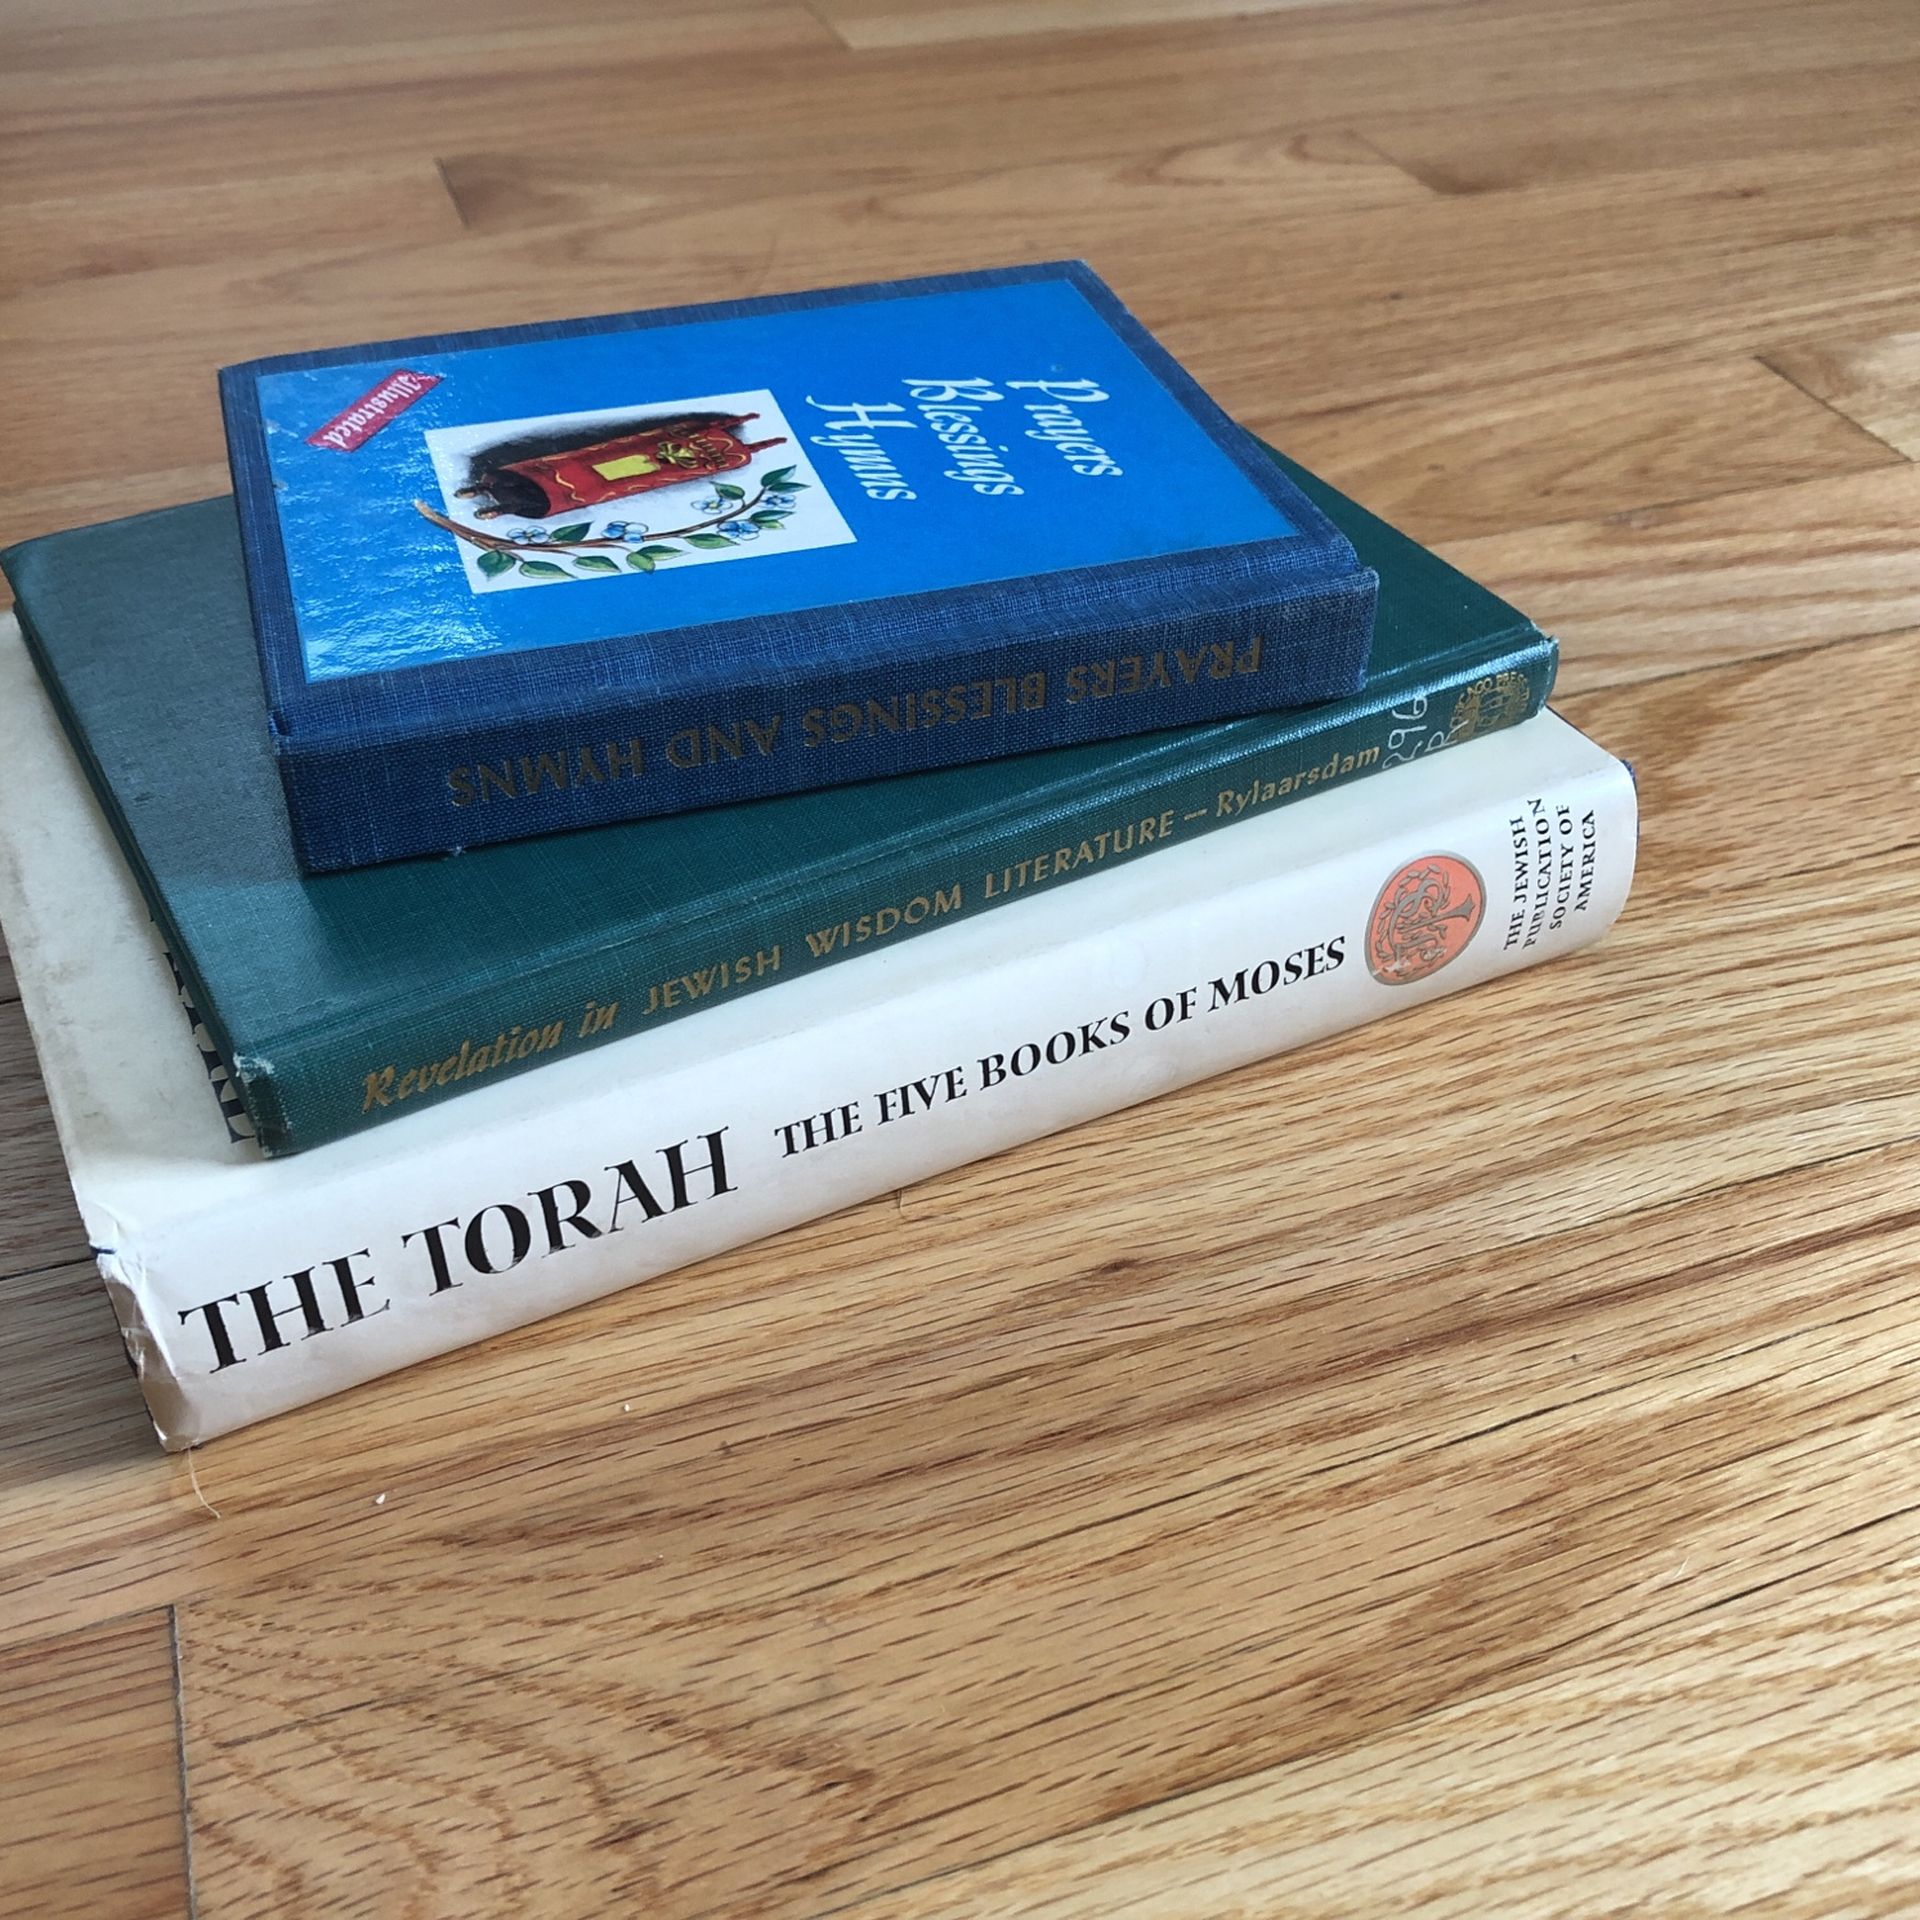 Prayers
Blessings
Hymns
Illustrated
PRAYERS BLESSINGS AND HYMNS
Revelation in JEWISH WISDOM LITERATURE — Rylaarsdam
296
THE TORAH THE FIVE BOOKS OF MOSES
THE JEWISH
PUBLICATION
SOCIETY OF
AMERICA